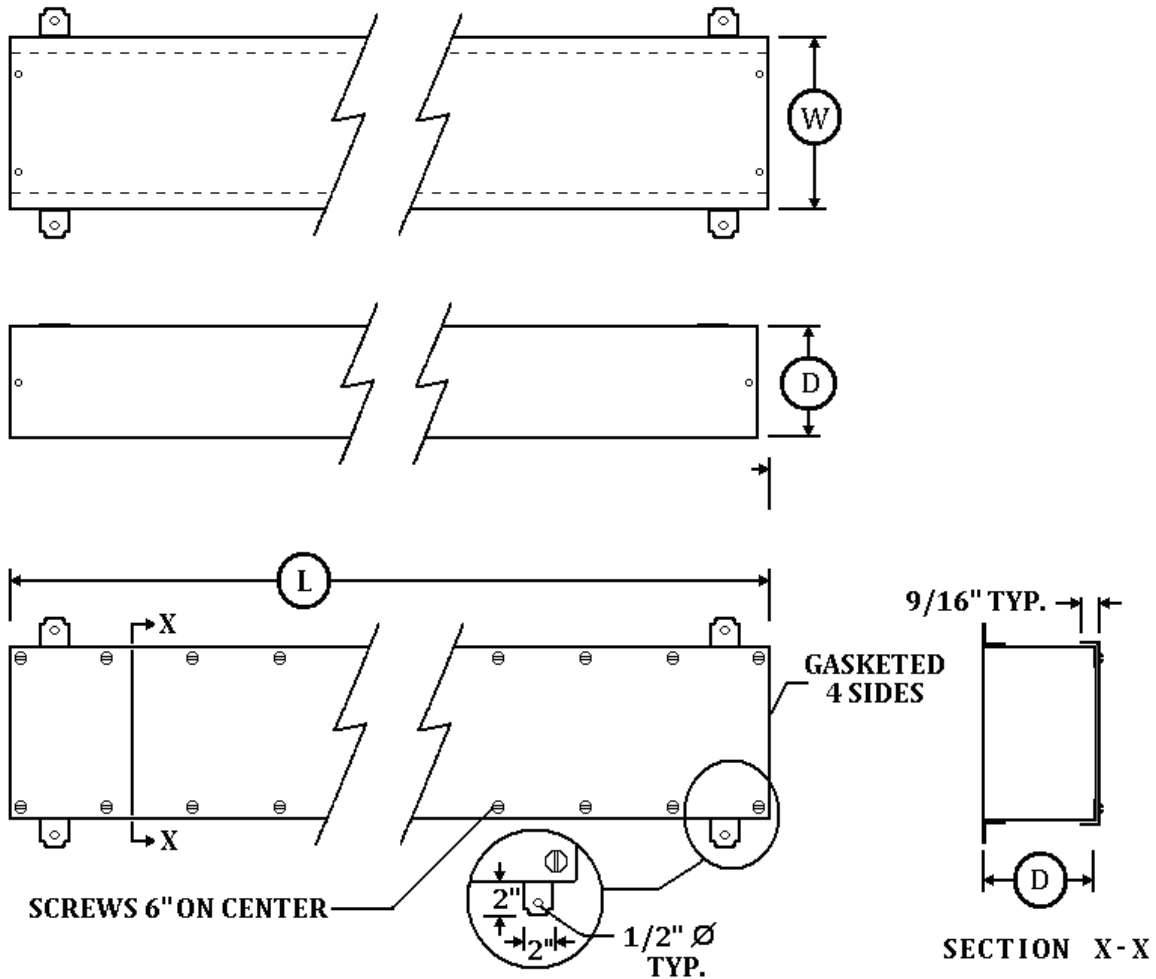 W
D
L
X
9/16" TYP.
GASKETED
4 SIDES
X
SCREWS 6" ON CENTER
2"
2"
1/2" Ø
TYP.
D
SECTION X-X